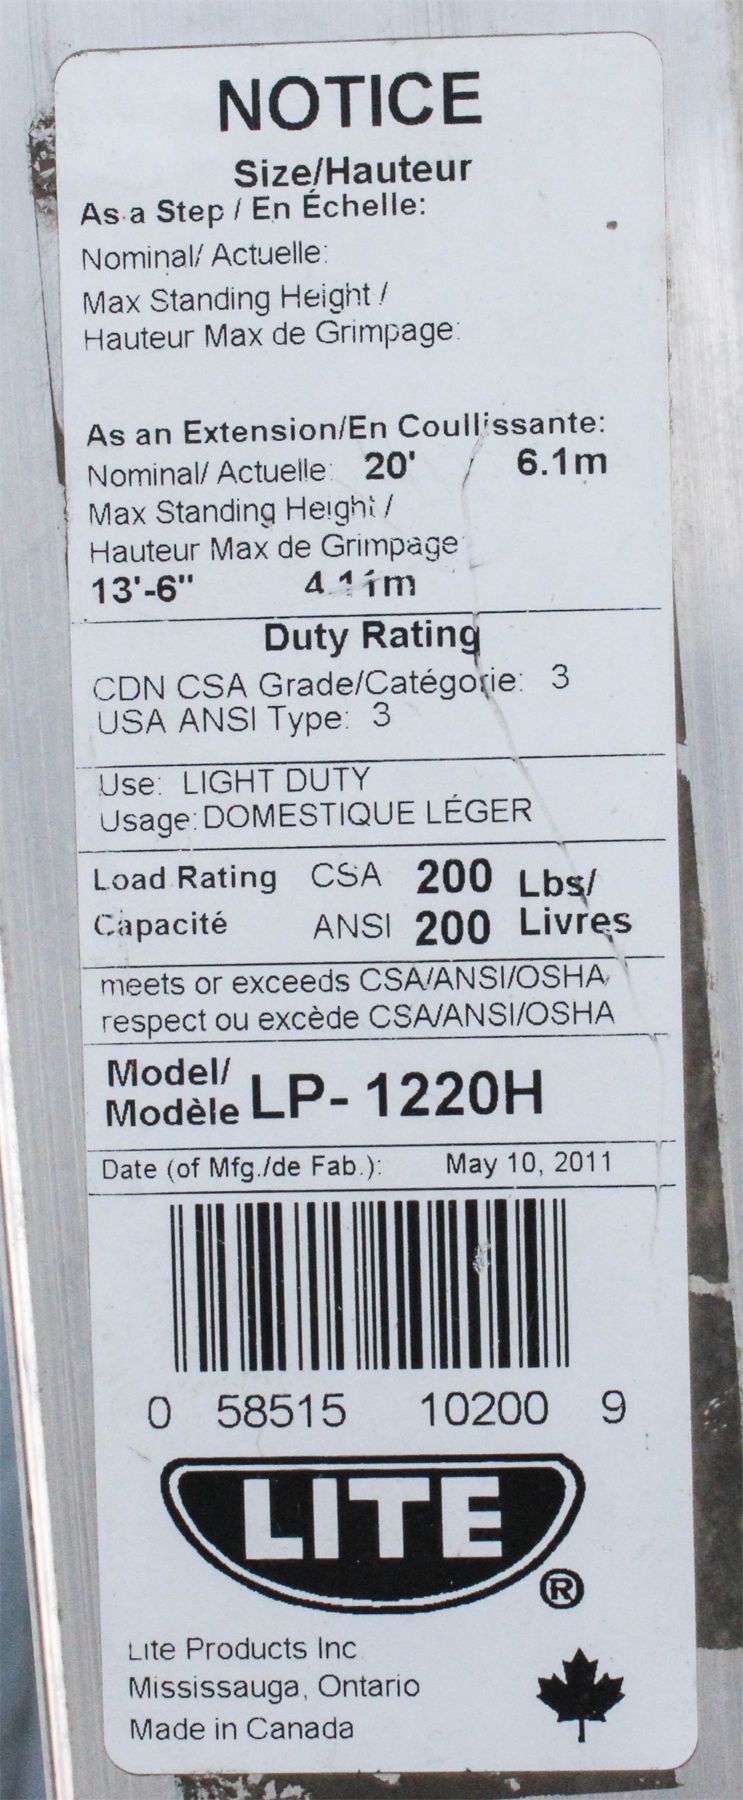 NOTICE
Size/Hauteur
As a Step / En Échelle:
Nominal/ Actuelle:
Max Standing Height /
Hauteur Max de Grimpage:
As an Extension/En Coullissante:
Nominal/ Actuelle: 20' / 6.1m
Max Standing Height /
Hauteur Max de Grimpage
13'-6" 4.11m
Duty Rating
CDN CSA Grade/Catégorie: 3
USA ANSI Type: 3
Use: LIGHT DUTY
Usage: DOMESTIQUE LÉGER
Load Rating CSA 200 Lbs/
Capacité ANSI 200 Livres
meets or exceeds CSA/ANSI/OSHA
respect ou excède CSA/ANSI/OSHA
Model/
Modèle LP- 1220H
Date (of Mfg./de Fab.): May 10, 2011
0 58515 10200 9
LITE
®
Lite Products Inc
Mississauga, Ontario
Made in Canada